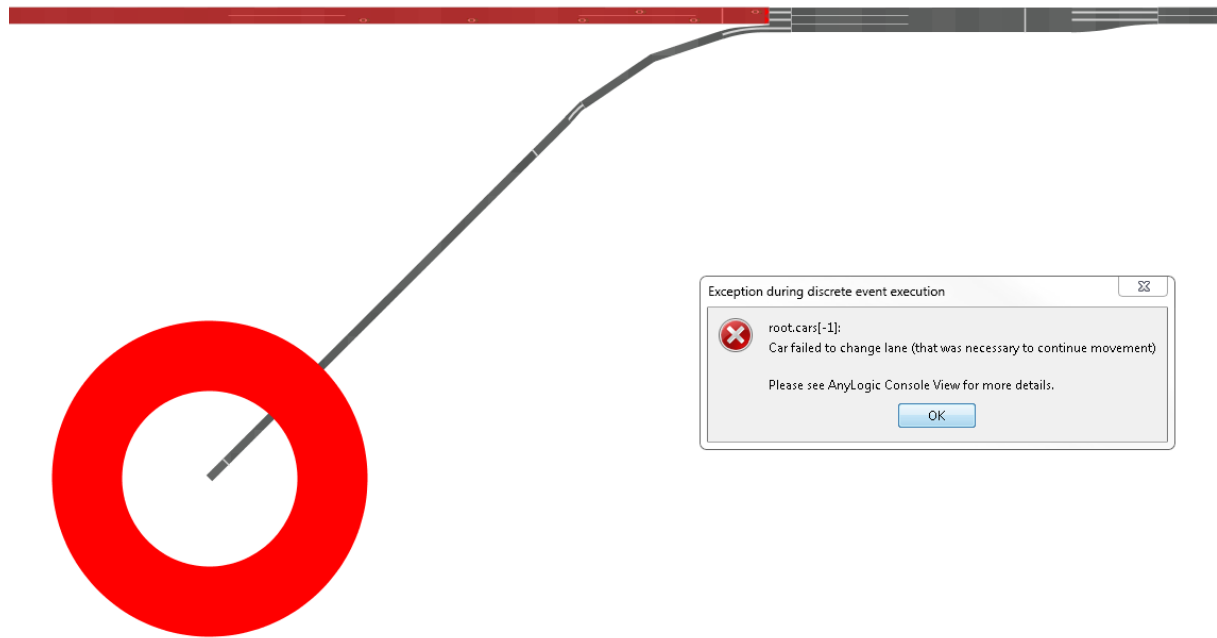 Exception during discrete event execution
root.cars[-1]:
Car failed to change lane (that was necessary to continue movement)
Please see AnyLogic Console View for more details.
OK